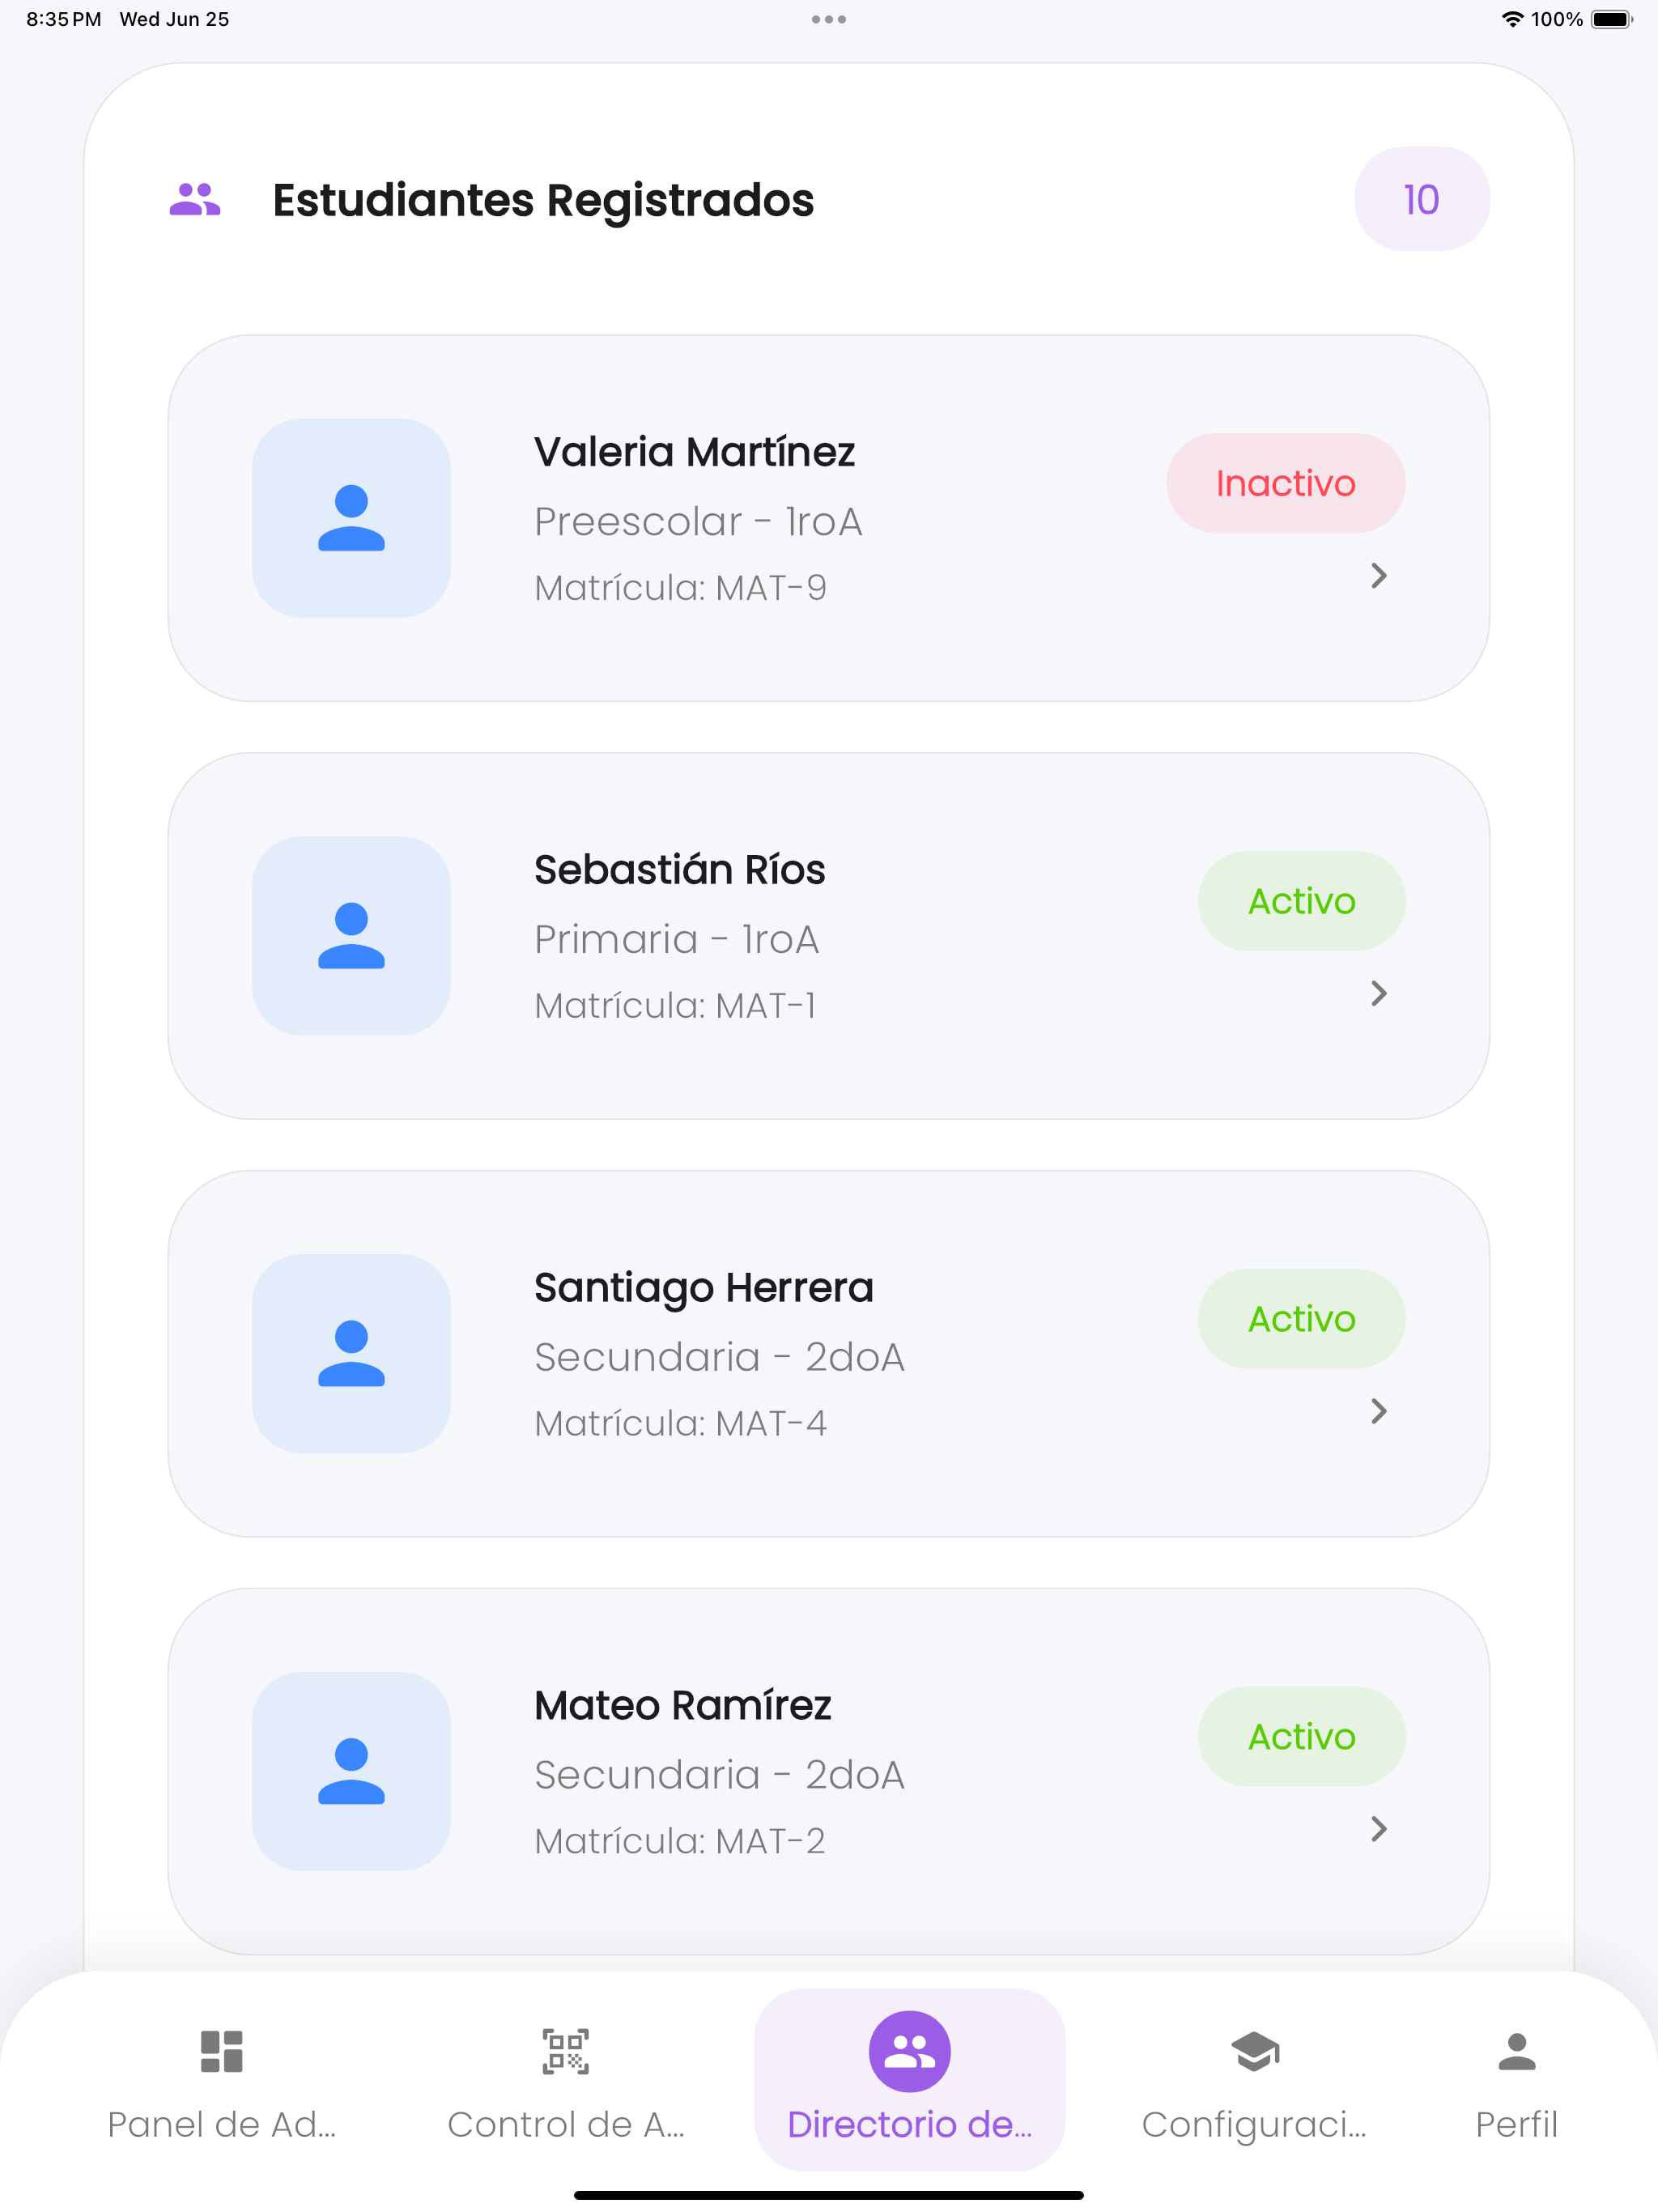 8:35 PM Wed Jun 25
100%
Estudiantes Registrados
10
Valeria Martínez
Inactivo
Preescolar - 1roA
Matrícula: MAT-9
Sebastián Ríos
Activo
Primaria - 1roA
Matrícula: MAT-1
Santiago Herrera
Activo
Secundaria - 2doA
Matrícula: MAT-4
Mateo Ramírez
Activo
Secundaria - 2doA
Matrícula: MAT-2
Panel de Ad...
Control de A...
Directorio de...
Configuraci...
Perfil